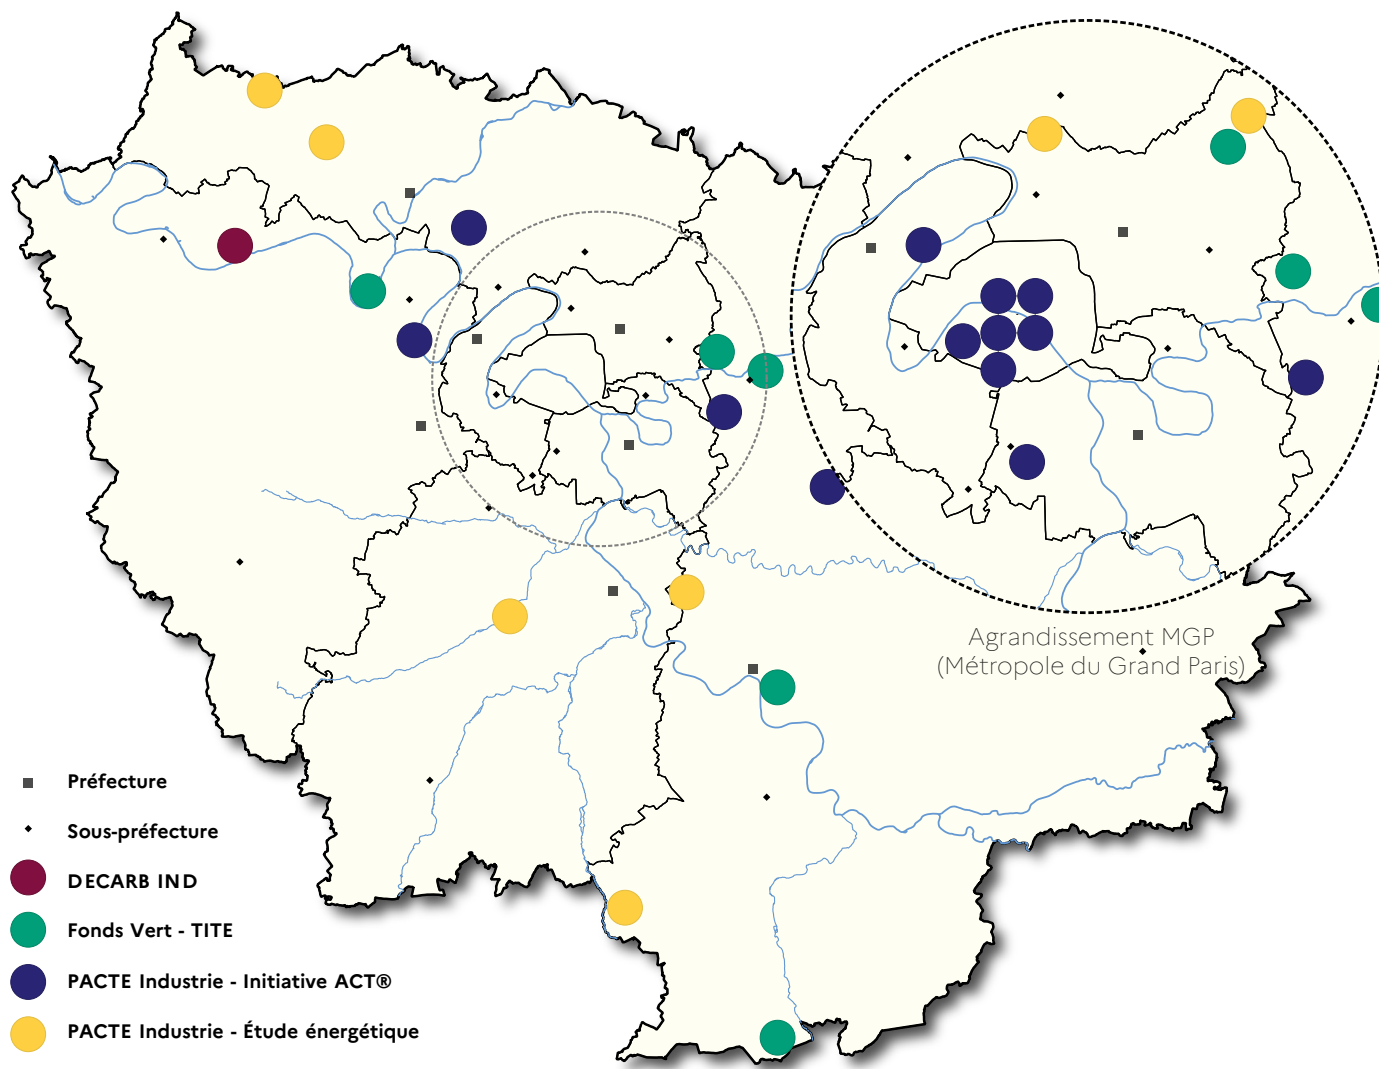 Agrandissement MGP
(Métropole du Grand Paris)
Préfecture
Sous-préfecture
DECARB IND
Fonds Vert - TITE
PACTE Industrie - Initiative ACT®
PACTE Industrie - Étude énergétique